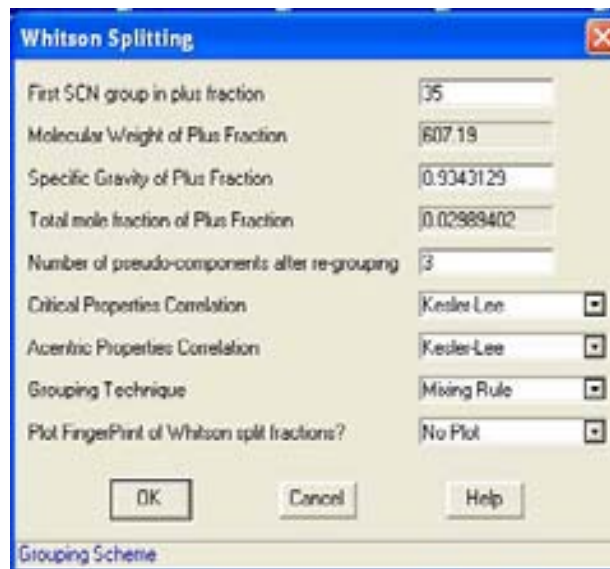 Whitson Splitting
First SCN group in plus fraction 35
Molecular Weight of Plus Fraction 607.19
Specific Gravity of Plus Fraction 0.9343129
Total mole fraction of Plus Fraction 0.02989402
Number of pseudo-components after re-grouping 3
Critical Properties Correlation Kesler-Lee
Acentric Properties Correlation Kesler-Lee
Grouping Technique Mixing Rule
Plot FingerPrint of Whitson split fractions? No Plot
OK Cancel Help
Grouping Scheme